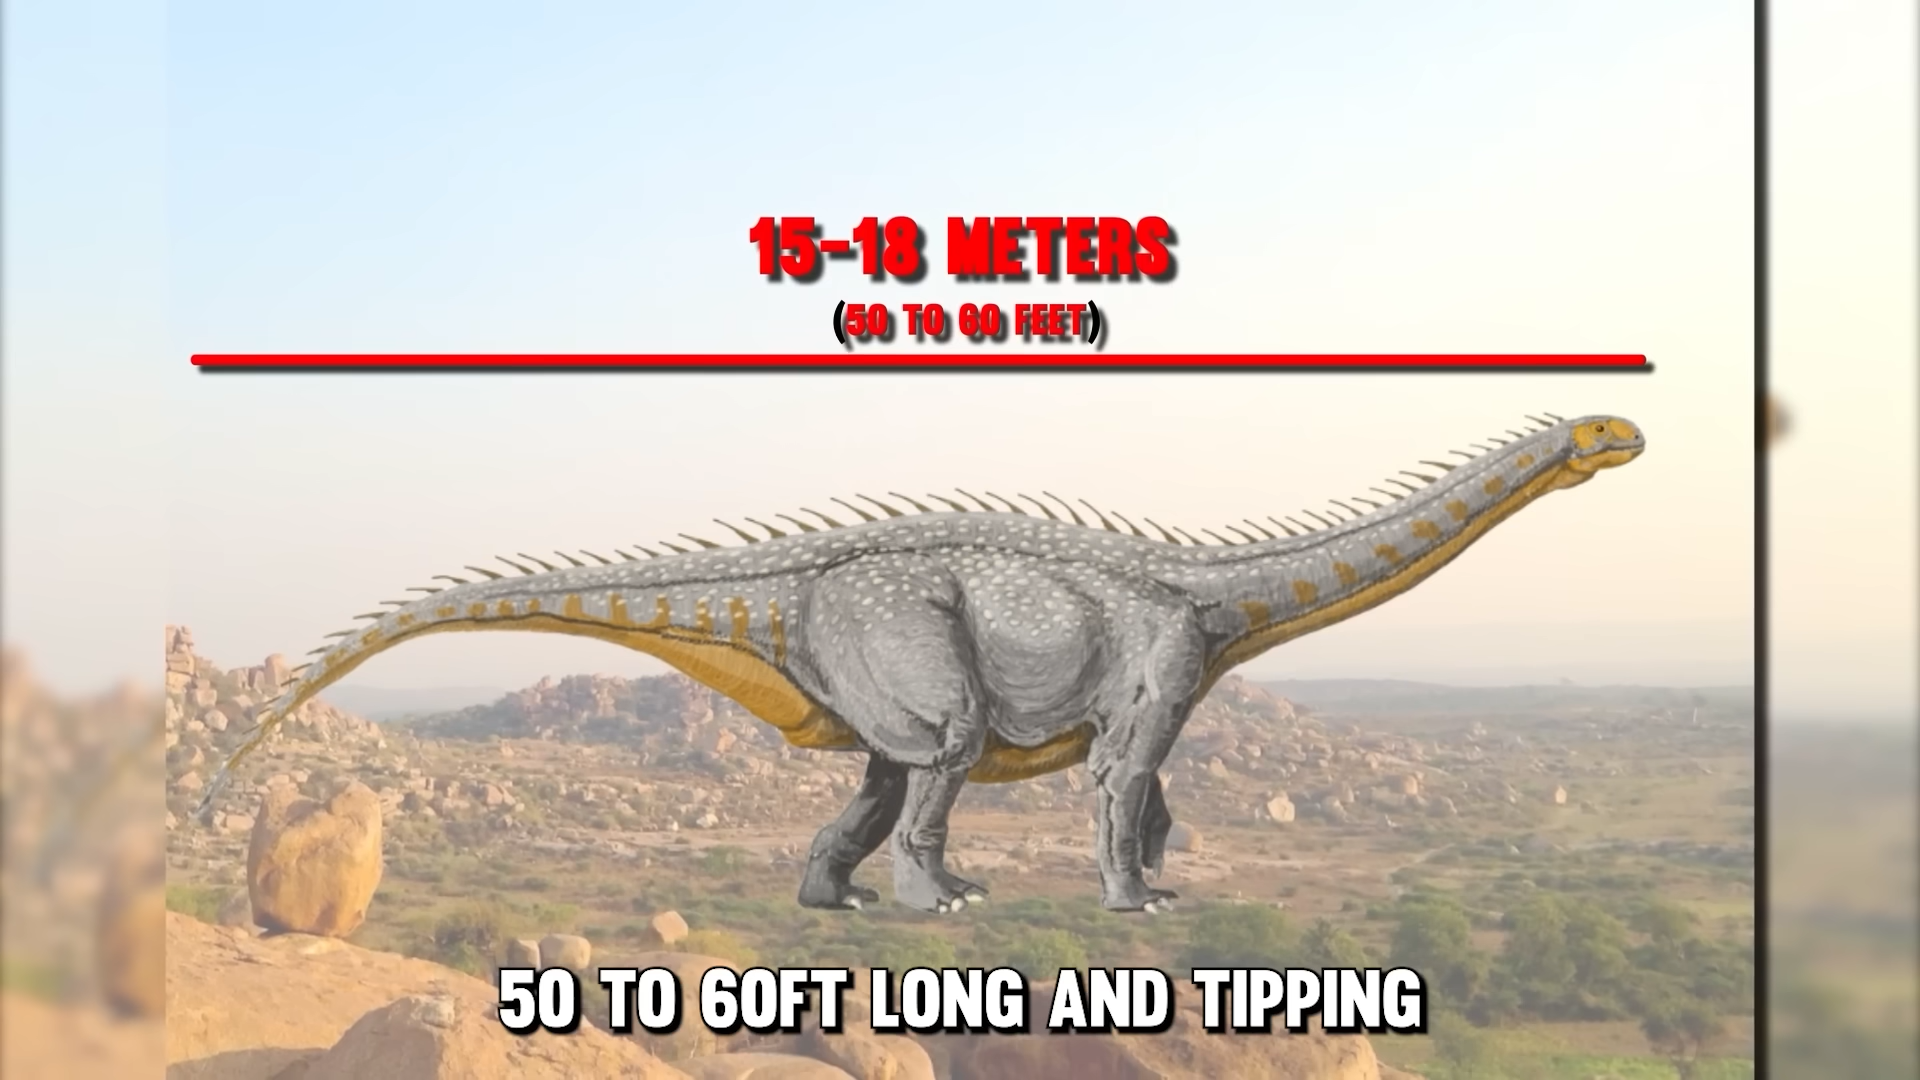 15-18 METERS
(50 TO 60 FEET)
50 TO 60FT LONG AND TIPPING